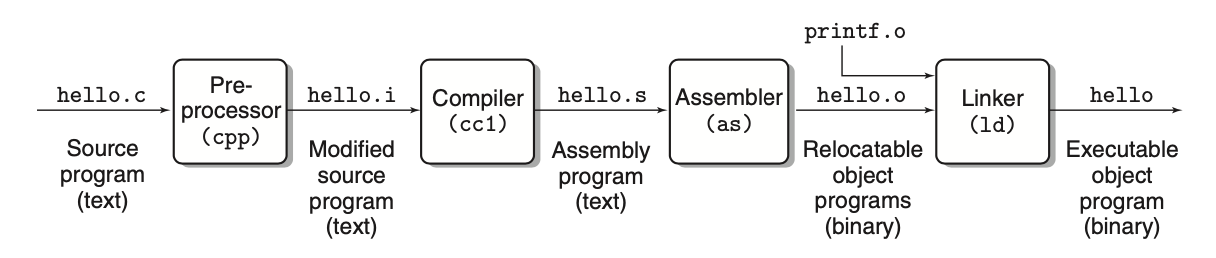 printf.o
hello.c
Pre-
processor
(cpp)
hello.i
Compiler
(cc1)
hello.s
Assembler
(as)
hello.o
Linker
(ld)
hello
Source
program
(text)
Modified
source
program
(text)
Assembly
program
(text)
Relocatable
object
programs
(binary)
Executable
object
program
(binary)